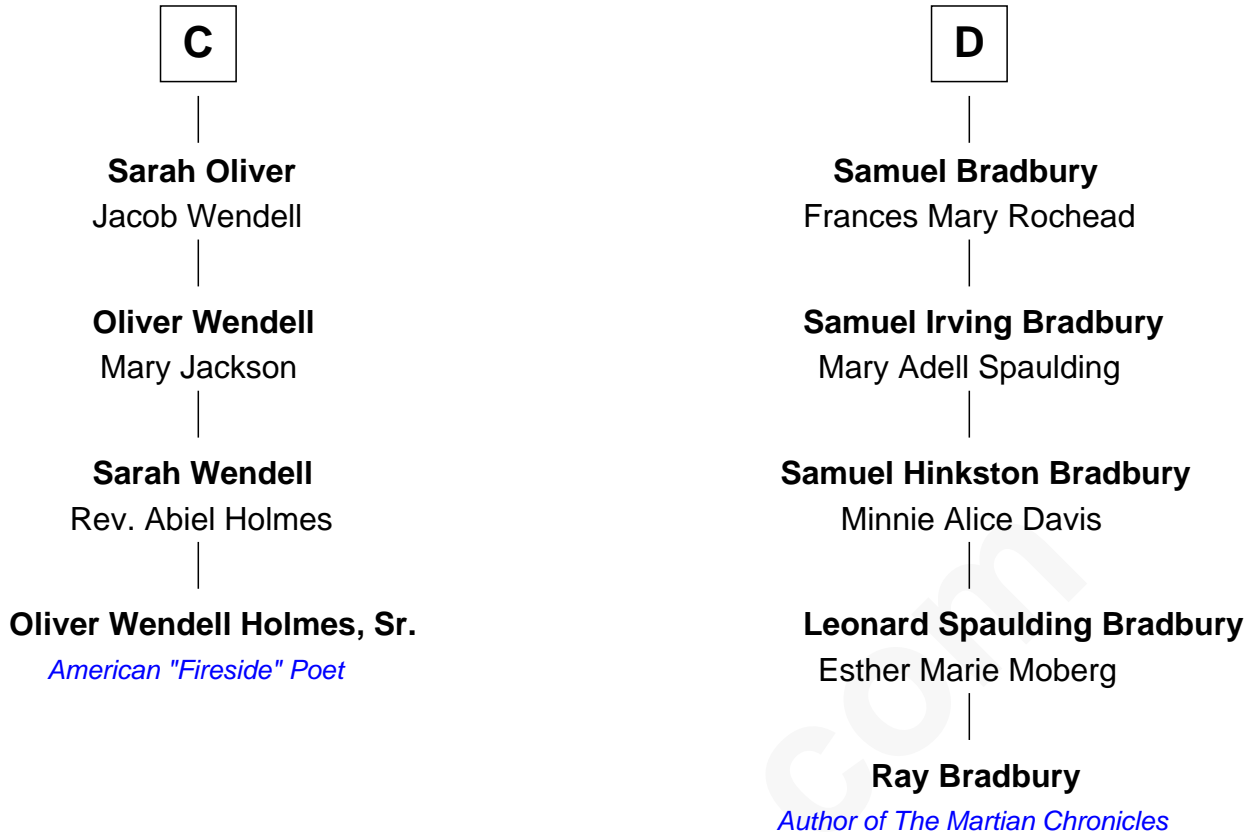 C
Sarah Oliver
Jacob Wendell
Oliver Wendell
Mary Jackson
Sarah Wendell
Rev. Abiel Holmes
Oliver Wendell Holmes, Sr.
American "Fireside" Poet
D
Samuel Bradbury
Frances Mary Rochead
Samuel Irving Bradbury
Mary Adell Spaulding
Samuel Hinkston Bradbury
Minnie Alice Davis
Leonard Spaulding Bradbury
Esther Marie Moberg
Ray Bradbury
Author of The Martian Chronicles
com